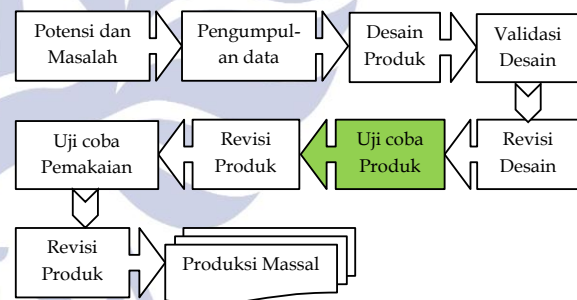 Potensi dan
Masalah
Pengumpul-
an data
Desain
Produk
Validasi
Desain
Revisi
Desain
Uji coba
Produk
Revisi
Produk
Uji coba
Pemakaian
Revisi
Produk
Produksi Massal